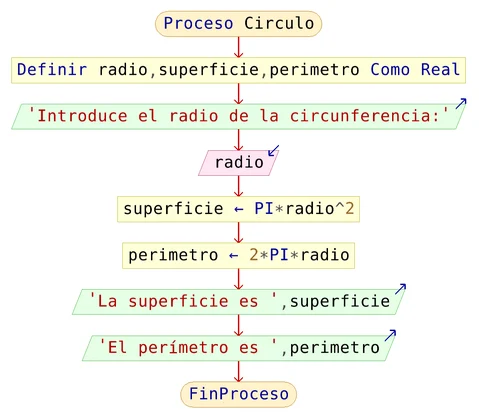 Proceso Circulo
Definir radio,superficie,perimetro Como Real
'Introduce el radio de la circunferencia:'
radio
superficie ← PI*radio^2
perimetro ← 2*PI*radio
'La superficie es ',superficie
'El perímetro es ',perimetro
FinProceso